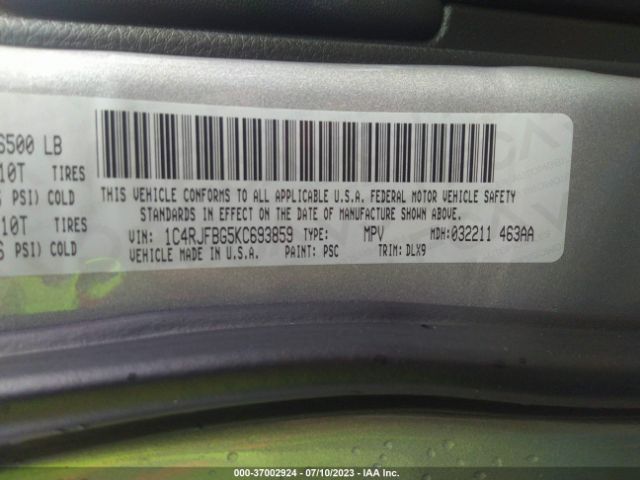 6500 LB
10T TIRES
PSI) COLD
10T TIRES
PSI) COLD
THIS VEHICLE CONFORMS TO ALL APPLICABLE U.S.A. FEDERAL MOTOR VEHICLE SAFETY
STANDARDS IN EFFECT ON THE DATE OF MANUFACTURE SHOWN ABOVE.
VIN: 1C4RJFBG5KC693859 TYPE: MPV MDH:032211 463AA
VEHICLE MADE IN U.S.A. PAINT: PSC TRIM: DLX9
000-37002924 / 07/10/2023 / IAA Inc.